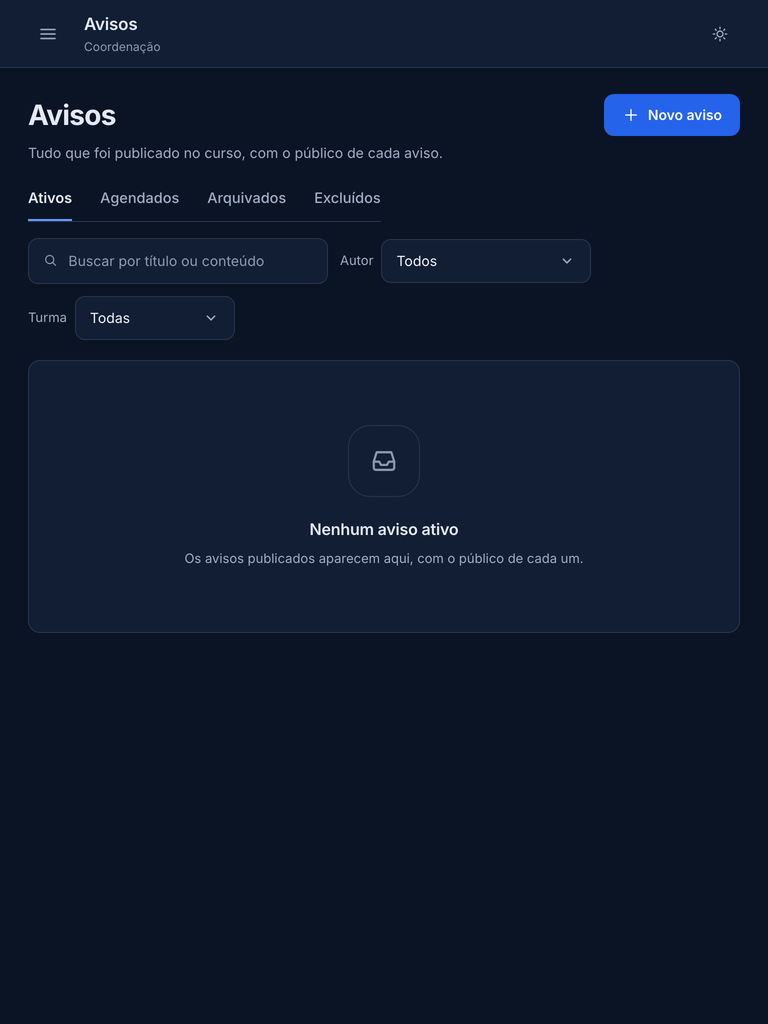 Avisos
Coordenação
Avisos
Novo aviso
Tudo que foi publicado no curso, com o público de cada aviso.
Ativos Agendados Arquivados Excluídos
Buscar por título ou conteúdo Autor Todos
Turma Todas
Nenhum aviso ativo
Os avisos publicados aparecem aqui, com o público de cada um.